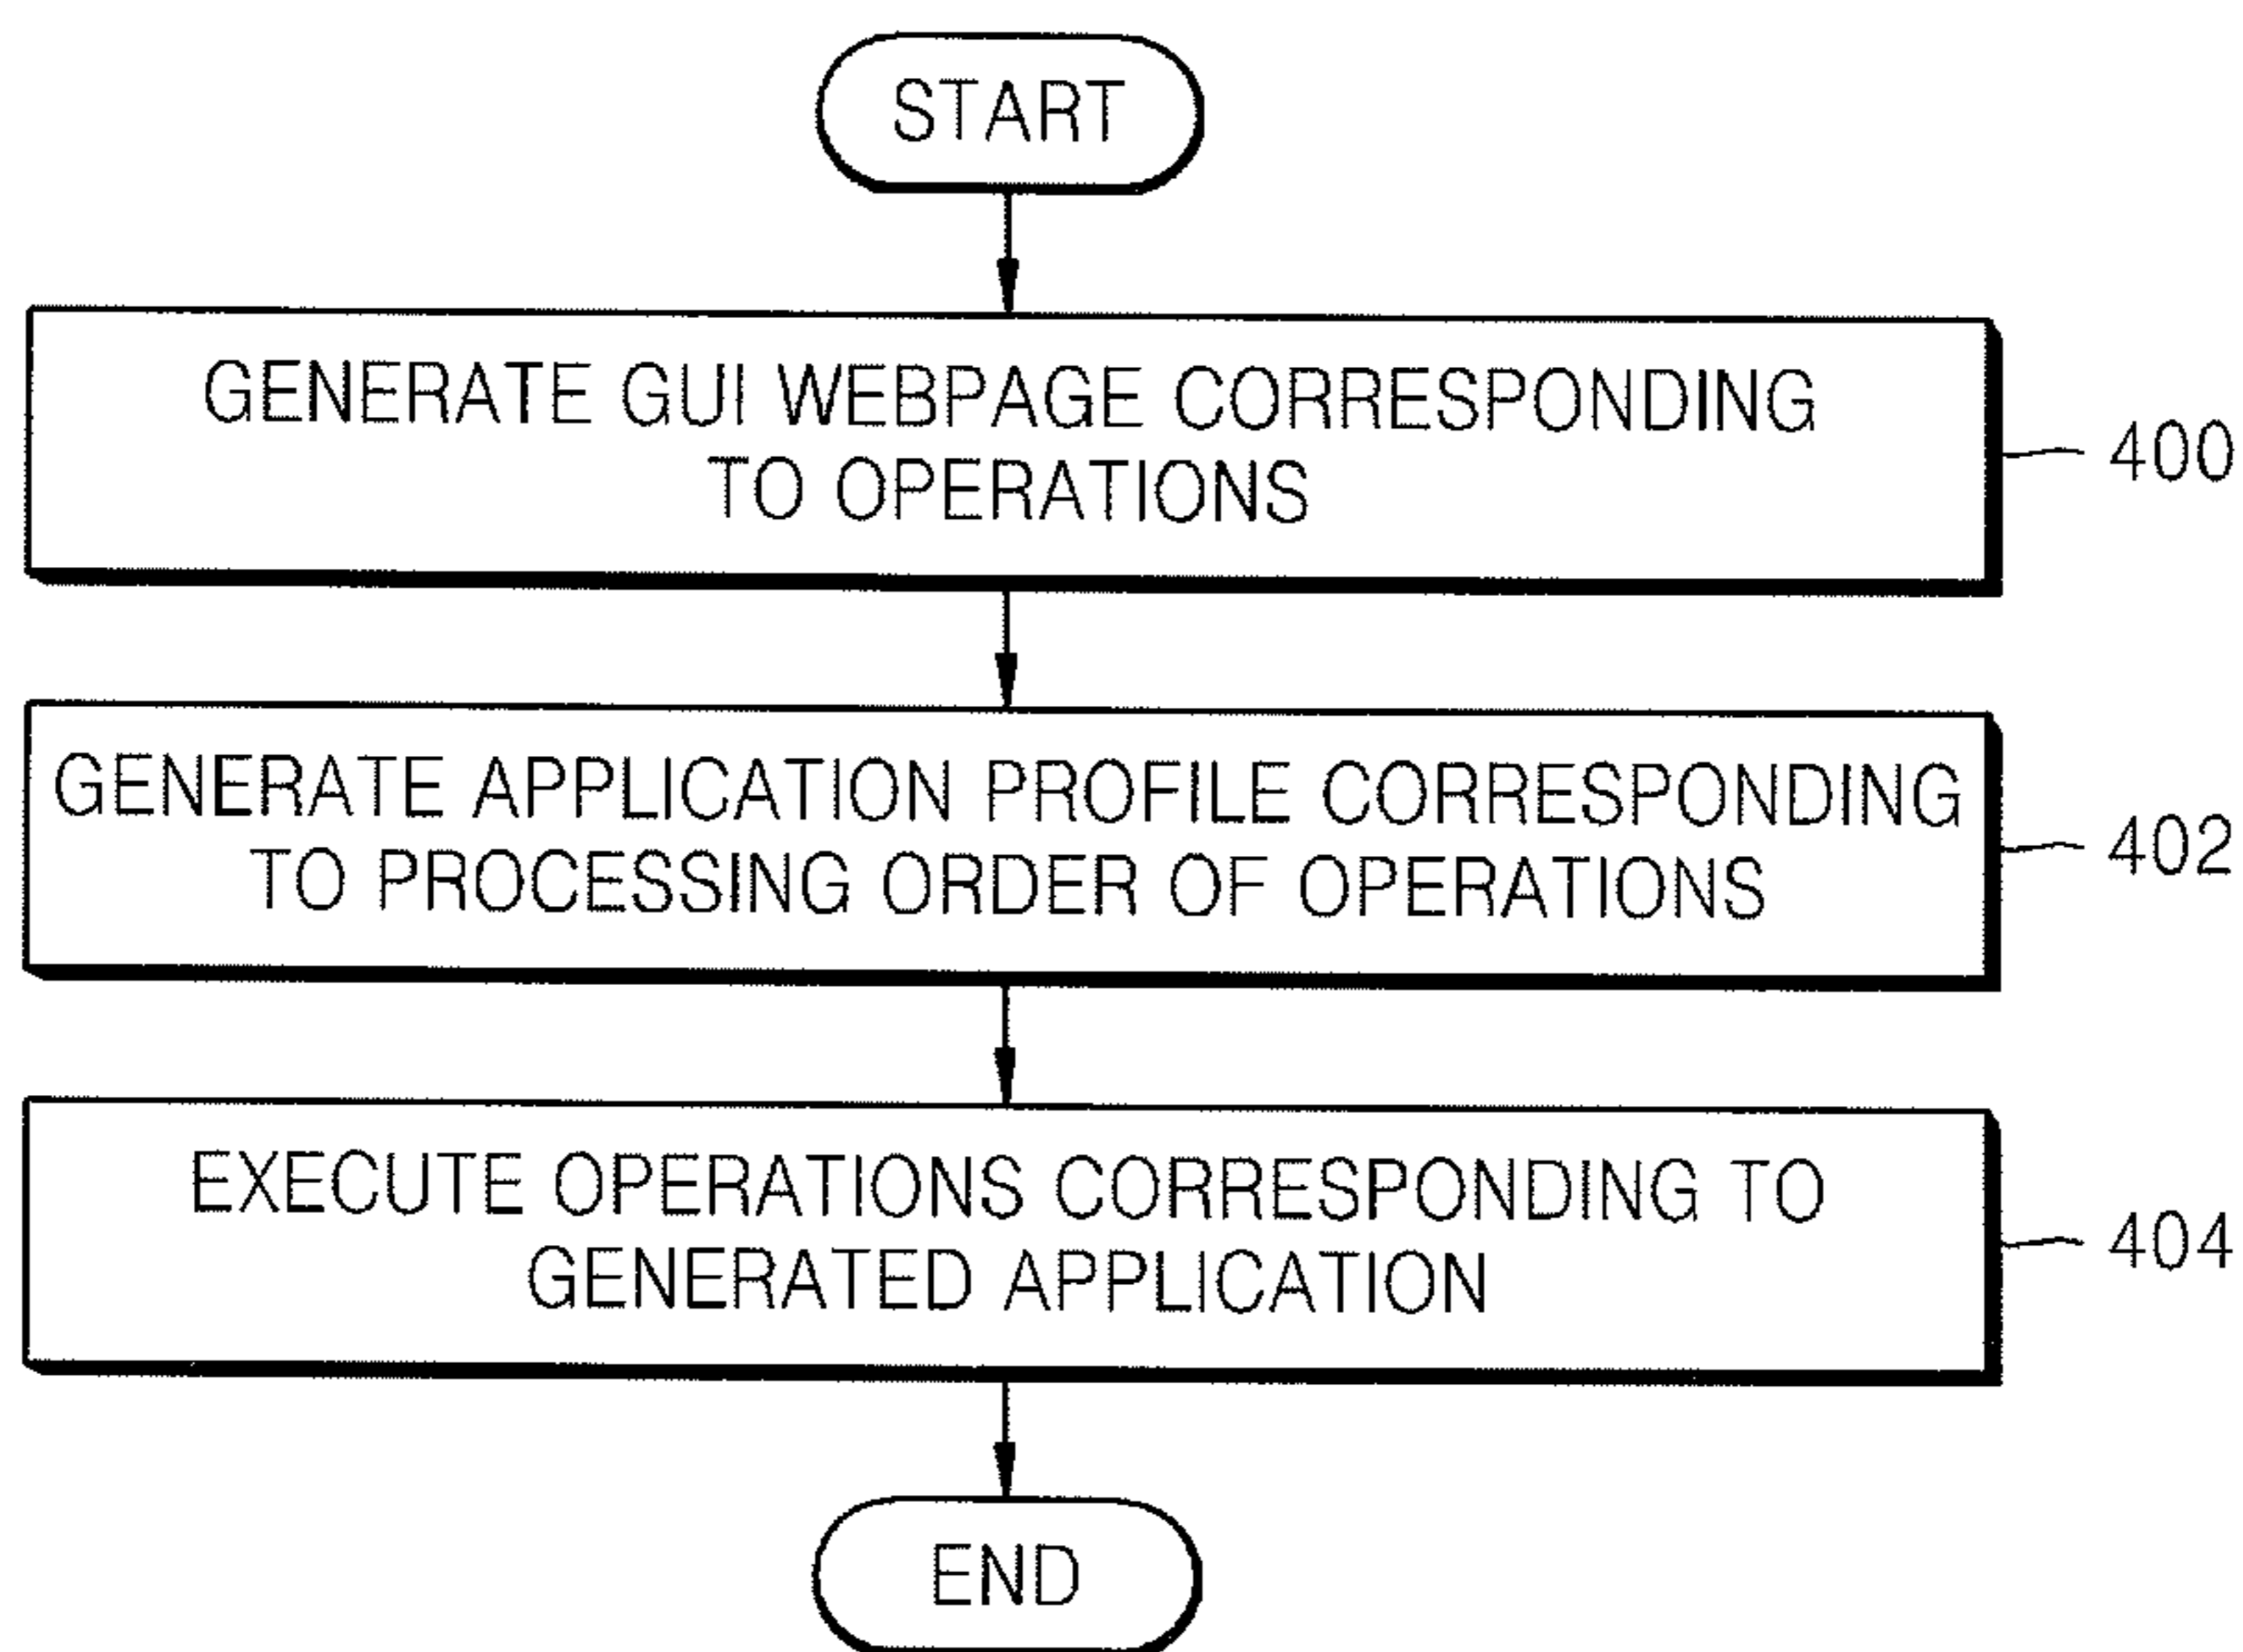 START
GENERATE GUI WEBPAGE CORRESPONDING
TO OPERATIONS
400
GENERATE APPLICATION PROFILE CORRESPONDING
TO PROCESSING ORDER OF OPERATIONS
402
EXECUTE OPERATIONS CORRESPONDING TO
GENERATED APPLICATION
404
END